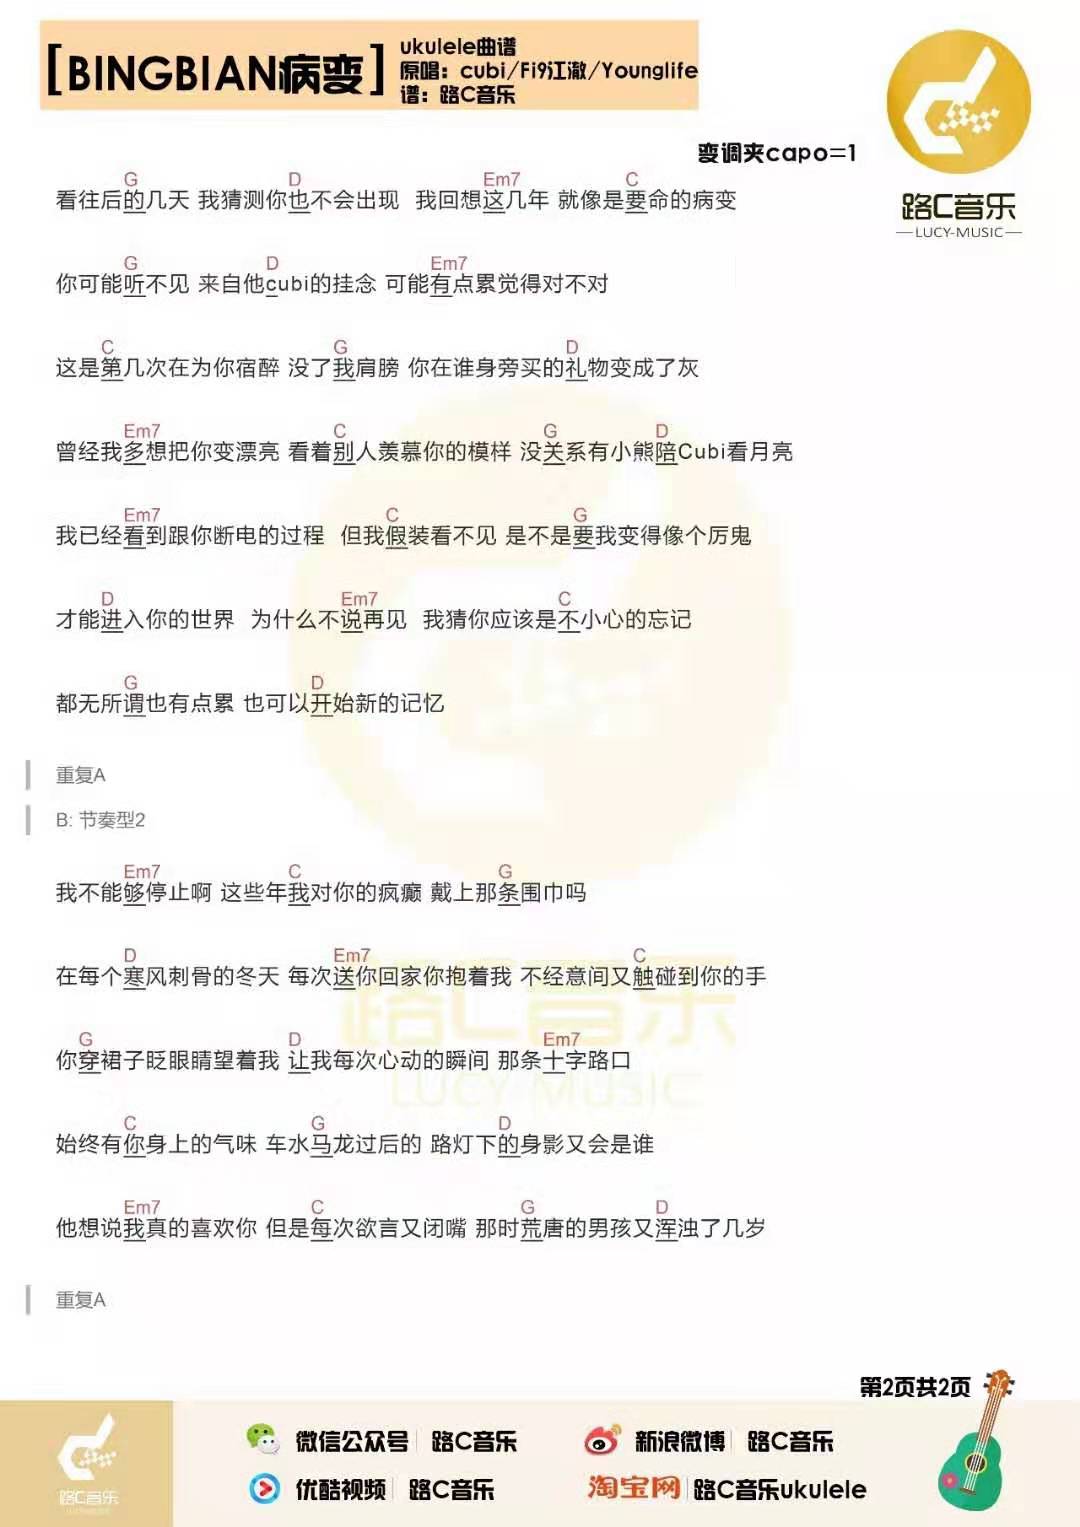 [BINGBIAN病变]
ukulele曲谱
原唱：cubi/Fi9江澈/Younglife
谱：路C音乐
变调夹capo=1
路C音乐
LUCY-MUSIC
G D Em7 C
看往后的几天 我猜测你也不会出现 我回想这几年 就像是要命的病变
G D Em7
你可能听不见 来自他cubi的挂念 可能有点累觉得对不对
C G D
这是第几次在为你宿醉 没了我肩膀 你在谁身旁买的礼物变成了灰
Em7 C G D
曾经我多想把你变漂亮 看着别人羡慕你的模样 没关系有小熊陪Cubi看月亮
Em7 C G
我已经看到跟你断电的过程 但我假装看不见 是不是要我变得像个厉鬼
D Em7 C
才能进入你的世界 为什么不说再见 我猜你应该是不小心的忘记
G D
都无所谓也有点累 也可以开始新的记忆
重复A
B: 节奏型2
Em7 C G
我不能够停止啊 这些年我对你的疯癫 戴上那条围巾吗
D Em7 C
在每个寒风刺骨的冬天 每次送你回家你抱着我 不经意间又触碰到你的手
G D Em7
你穿裙子眨眼睛望着我 让我每次心动的瞬间 那条十字路口
C G D
始终有你身上的气味 车水马龙过后的 路灯下的身影又会是谁
Em7 C G D
他想说我真的喜欢你 但是每次欲言又闭嘴 那时荒唐的男孩又浑浊了几岁
重复A
路C音乐
LUCY-MUSIC
第2页共2页
微信公众号 路C音乐 新浪微博 路C音乐
优酷视频 路C音乐 淘宝网 路C音乐ukulele
路C音乐